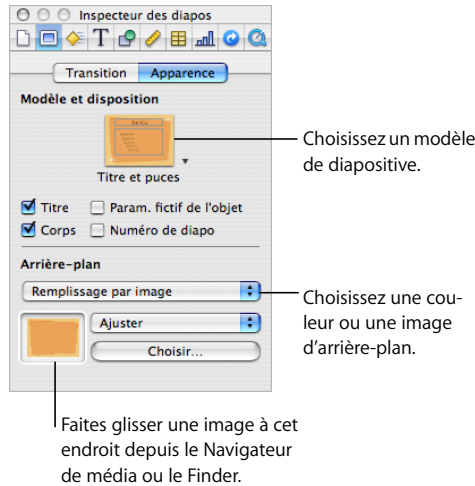 Inspecteur des diapos
T
Transition Apparence
Modèle et disposition
Titre et puces
Titre Param. fictif de l'objet
Corps Numéro de diapo
Arrière-plan
Remplissage par image
Ajuster
Choisir...
Choisissez un modèle
de diapositive.
Choisissez une cou-
leur ou une image
d'arrière-plan.
Faites glisser une image à cet
endroit depuis le Navigateur
de média ou le Finder.